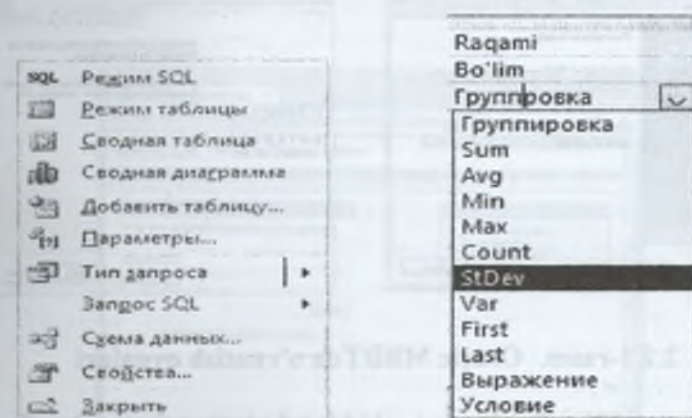 SQL Режим SQL
Режим таблицы
Сводная таблица
Сводная диаграмма
Добавить таблицу...
Параметры...
Тип запроса
Запрос SQL
Схема данных...
Свойства...
Закрыть
Raqami
Bo'lim
Группировка
Группировка
Sum
Avg
Min
Max
Count
StDev
Var
First
Last
Выражение
Условие